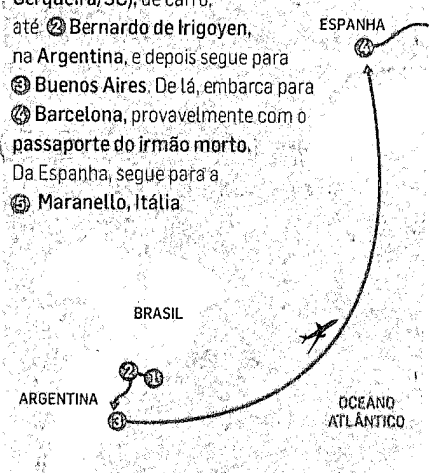 Cerqueira/SC), de carro,
até ② Bernardo de Irigoyen,
na Argentina, e depois segue para
③ Buenos Aires. De lá, embarca para
④ Barcelona, provavelmente com o
passaporte do irmão morto.
Da Espanha, segue para a
⑤ Maranello, Itália
ESPANHA
④
BRASIL
② ①
ARGENTINA
③
OCEANO
ATLÂNTICO